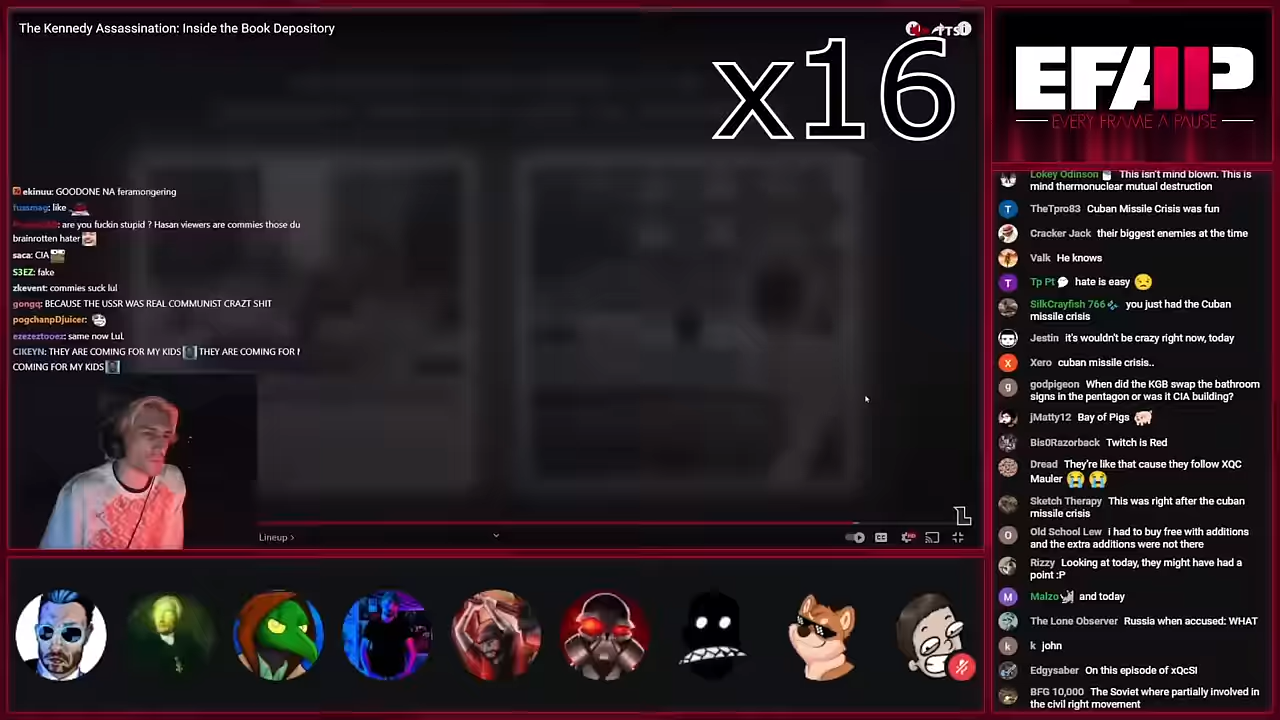 The Kennedy Assassination: Inside the Book Depository
x16
ekinuu: GOODONE NA feramongering
fussmag: like
: are you fuckin stupid ? Hasan viewers are commies those du
brainrotten hater
saca: CIA
S3EZ: fake
zkevent: commies suck lul
gongq: BECAUSE THE USSR WAS REAL COMMUNIST CRAZT SHIT
pogchanpDjuicer:
ezezeztooez: same now LuL
CIKEYN: THEY ARE COMING FOR MY KIDS THEY ARE COMING FOR
COMING FOR MY KIDS
Lineup
EFAP
EVERY FRAME A PAUSE
Lokey Odinson This isn't mind blown. This is
mind thermonuclear mutual destruction
TheTpro83 Cuban Missile Crisis was fun
Cracker Jack their biggest enemies at the time
Valk He knows
Tp Pt hate is easy
SilkCrayfish 766 you just had the Cuban
missile crisis
Jestin it's wouldn't be crazy right now, today
Xero cuban missile crisis..
godpigeon When did the KGB swap the bathroom
signs in the pentagon or was it CIA building?
jMatty12 Bay of Pigs
Bis0Razorback Twitch is Red
Dread They're like that cause they follow XQC
Mauler
Sketch Therapy This was right after the cuban
missile crisis
Old School Lew i had to buy free with additions
and the extra additions were not there
Rizzy Looking at today, they might have had a
point :P
Malzo and today
The Lone Observer Russia when accused: WHAT
k john
Edgysaber On this episode of xQcSI
BFG 10,000 The Soviet where partially involved in
the civil right movement